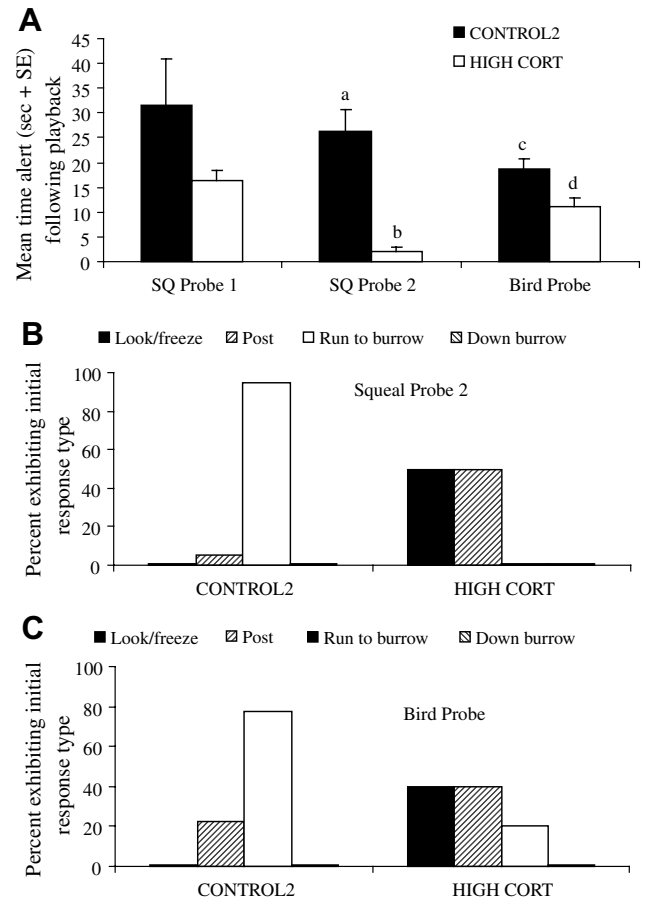 A
CONTROL2
HIGH CORT
Mean time alert (sec + SE)
following playback
45
40
35
30
25
20
15
10
5
0
a
b
c
d
SQ Probe 1
SQ Probe 2
Bird Probe
B
Look/freeze Post Run to burrow Down burrow
Percent exhibiting initial
response type
100
80
60
40
20
0
Squeal Probe 2
CONTROL2
HIGH CORT
C
Look/freeze Post Run to burrow Down burrow
Percent exhibiting initial
response type
100
80
60
40
20
0
Bird Probe
CONTROL2
HIGH CORT